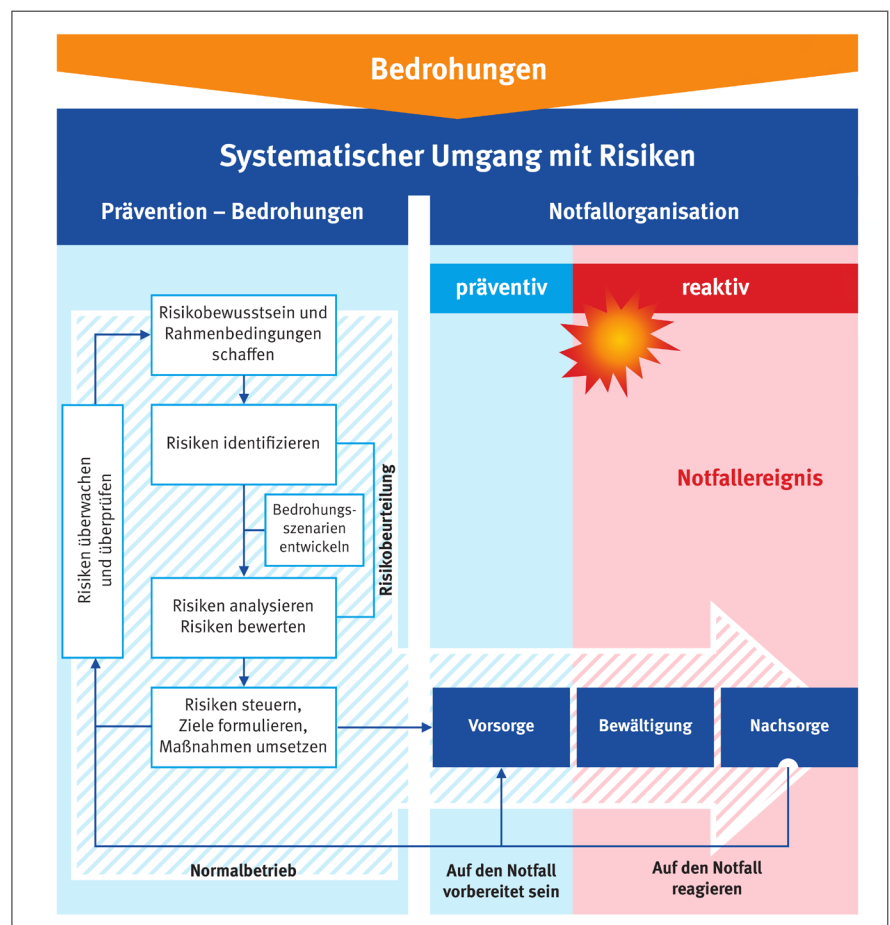 Bedrohungen
Systematischer Umgang mit Risiken
Prävention – Bedrohungen
Notfallorganisation
präventiv
reaktiv
Risikobewusstsein und
Rahmenbedingungen
schaffen
Risiken identifizieren
Bedrohungs-
szenarien
entwickeln
Risikobeurteilung
Risiken überwachen
und überprüfen
Risiken analysieren
Risiken bewerten
Risiken steuern,
Ziele formulieren,
Maßnahmen umsetzen
Notfallereignis
Vorsorge
Bewältigung
Nachsorge
Normalbetrieb
Auf den Notfall
vorbereitet sein
Auf den Notfall
reagieren